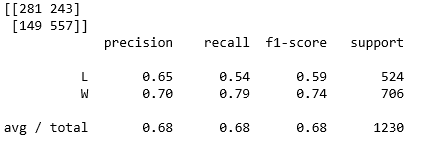 [[281 243]
[149 557]]
precision recall f1-score support
L 0.65 0.54 0.59 524
W 0.70 0.79 0.74 706
avg / total 0.68 0.68 0.68 1230